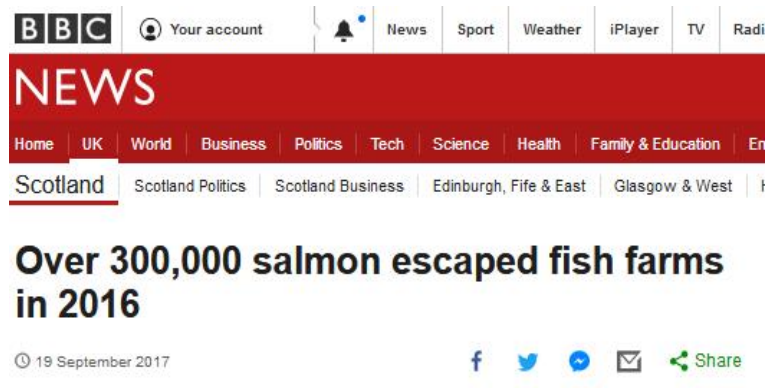 BBC Your account News Sport Weather iPlayer TV
NEWS
Home UK World Business Politics Tech Science Health Family & Education
Scotland Scotland Politics Scotland Business Edinburgh, Fife & East Glasgow & West
Over 300,000 salmon escaped fish farms
in 2016
19 September 2017 Share